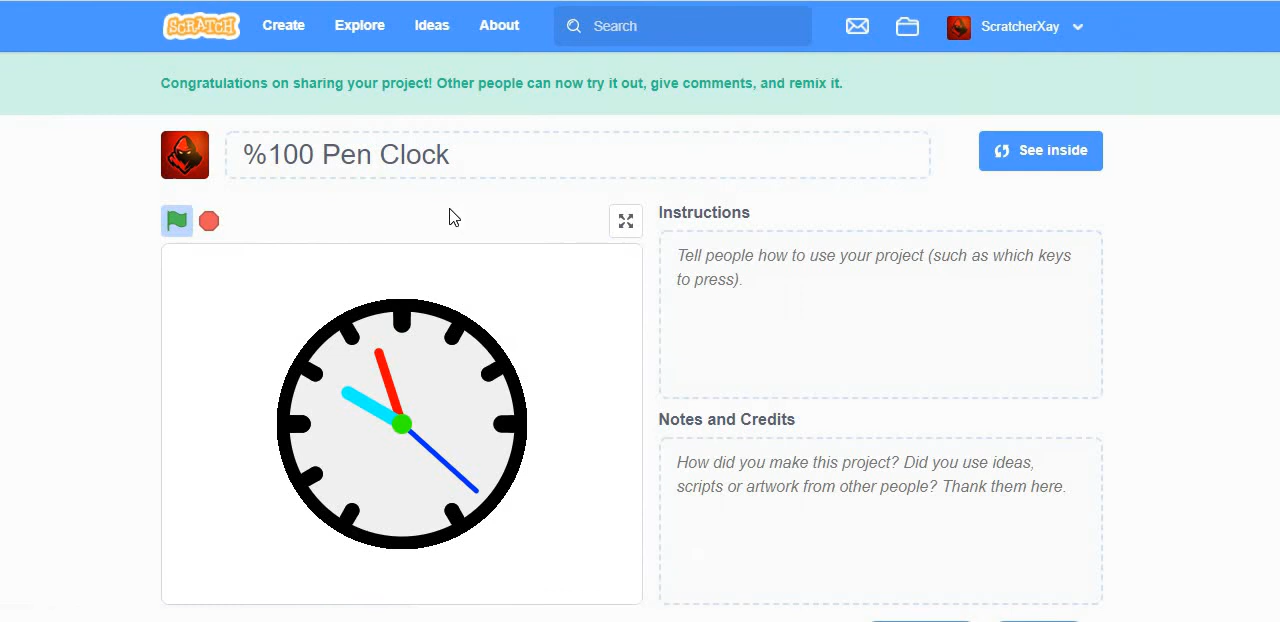 SCRATCH Create Explore Ideas About Search ScratcherXay
Congratulations on sharing your project! Other people can now try it out, give comments, and remix it.
%100 Pen Clock
See inside
Instructions
Tell people how to use your project (such as which keys
to press).
Notes and Credits
How did you make this project? Did you use ideas,
scripts or artwork from other people? Thank them here.